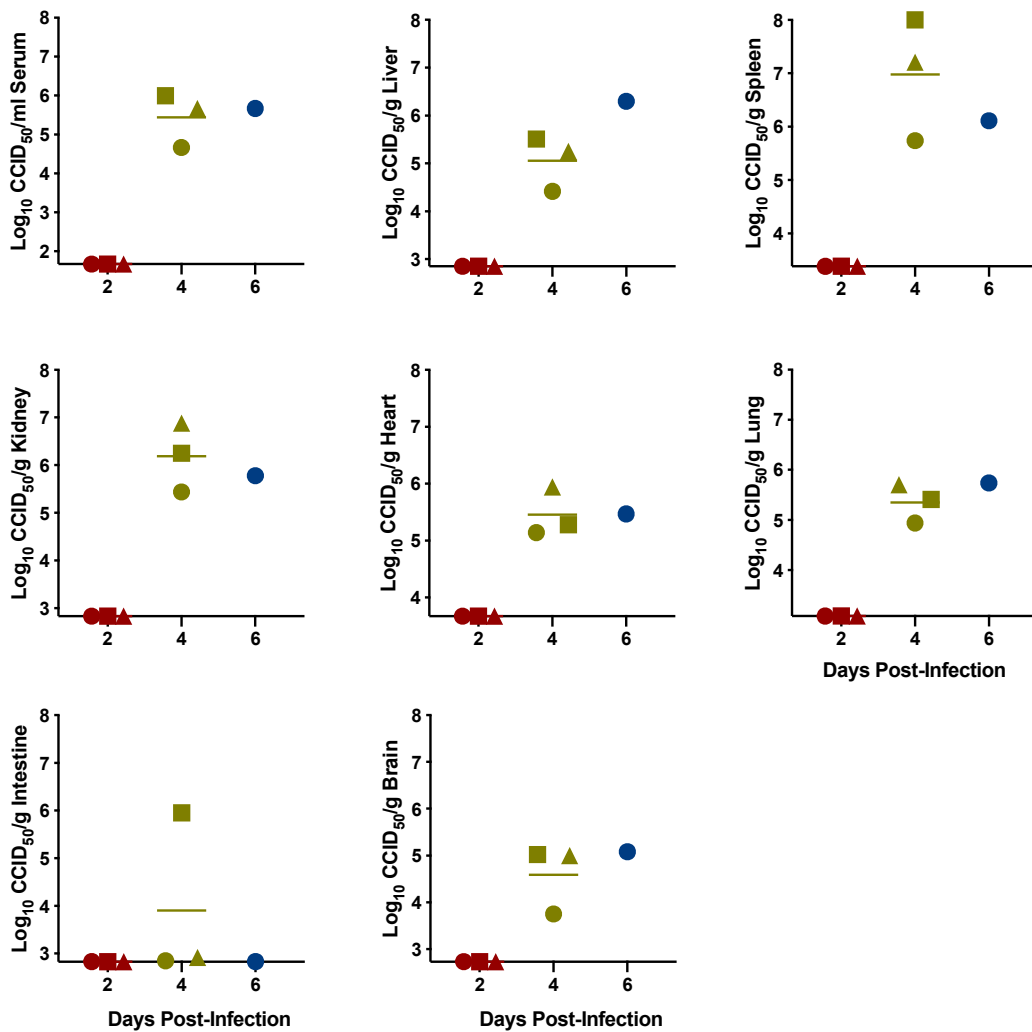 Log₁₀ CCID₅₀/ml Serum
8
7
6
5
4
3
2
2 4 6
Log₁₀ CCID₅₀/g Liver
8
7
6
5
4
3
2 4 6
Log₁₀ CCID₅₀/g Spleen
8
7
6
5
4
2 4 6
Log₁₀ CCID₅₀/g Kidney
8
7
6
5
4
3
2 4 6
Log₁₀ CCID₅₀/g Heart
8
7
6
5
4
2 4 6
Log₁₀ CCID₅₀/g Lung
8
7
6
5
4
2 4 6
Days Post-Infection
Log₁₀ CCID₅₀/g Intestine
8
7
6
5
4
3
2 4 6
Days Post-Infection
Log₁₀ CCID₅₀/g Brain
8
7
6
5
4
3
2 4 6
Days Post-Infection